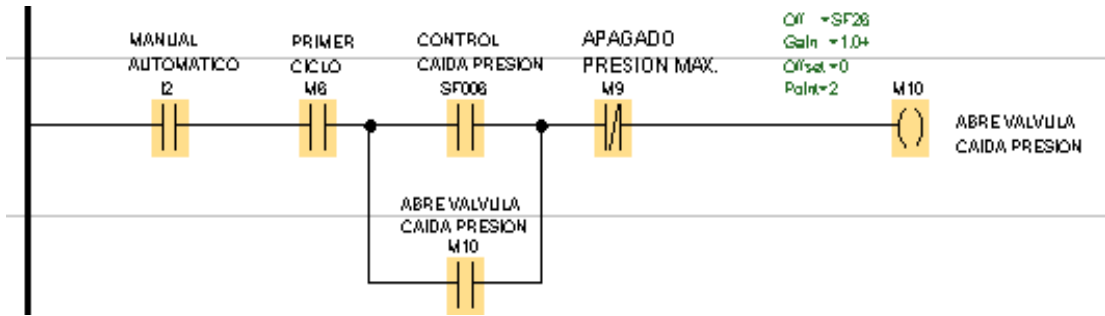 MANUAL
AUTOMATICO
I2
PRIMER
CICLO
M6
CONTROL
CAIDA PRESION
SF006
APAGADO
PRESION MAX.
M9
Off =SF26
Gain =1.0+
Offset=0
Point=2
M10
ABRE VALVULA
CAIDA PRESION
ABRE VALVULA
CAIDA PRESION
M10